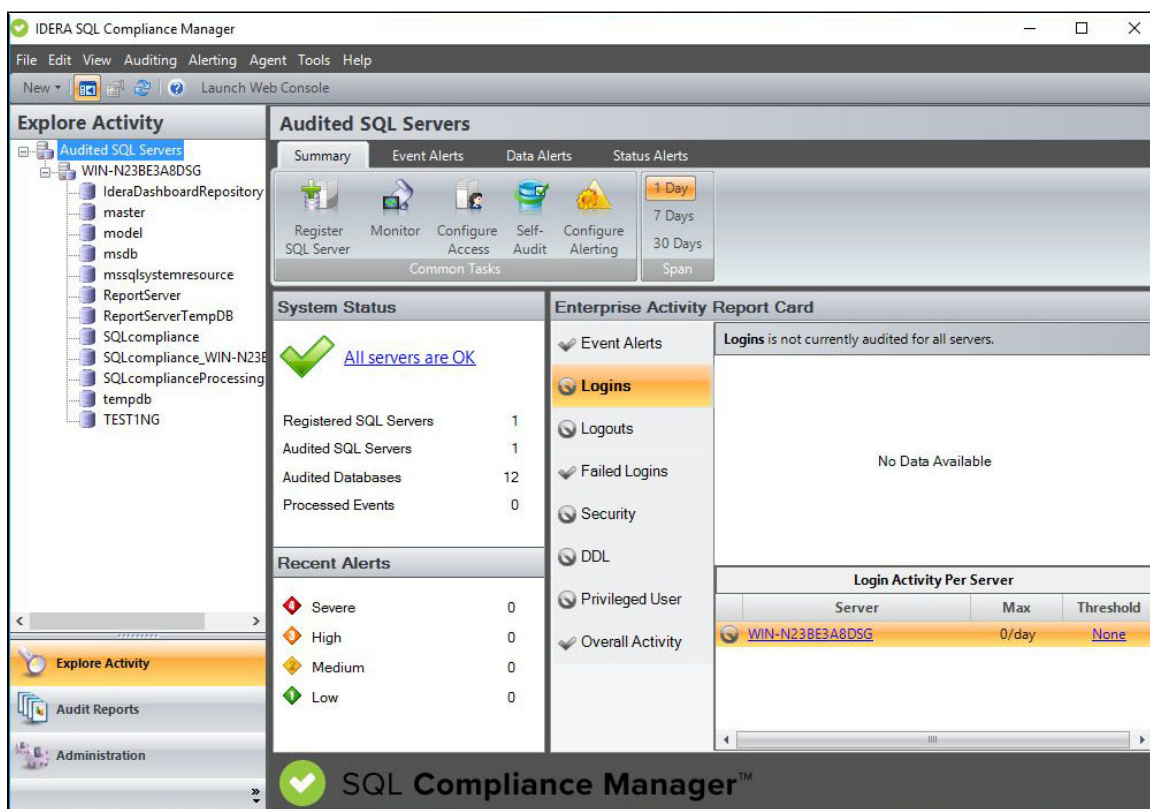 IDERA SQL Compliance Manager
File Edit View Auditing Alerting Agent Tools Help
New Launch Web Console
Explore Activity
Audited SQL Servers
WIN-N23BE3A8DSG
IderaDashboardRepository
master
model
msdb
mssqlsystemresource
ReportServer
ReportServerTempDB
SQLcompliance
SQLcompliance_WIN-N23B
SQLcomplianceProcessing
tempdb
TEST1NG
Explore Activity
Audit Reports
Administration
Audited SQL Servers
Summary Event Alerts Data Alerts Status Alerts
Register SQL Server
Monitor
Configure Access
Self-Audit
Configure Alerting
Common Tasks
1 Day
7 Days
30 Days
Span
System Status
All servers are OK
Registered SQL Servers 1
Audited SQL Servers 1
Audited Databases 12
Processed Events 0
Recent Alerts
4 Severe 0
3 High 0
2 Medium 0
1 Low 0
Enterprise Activity Report Card
Event Alerts
Logins
Logouts
Failed Logins
Security
DDL
Privileged User
Overall Activity
Logins is not currently audited for all servers.
No Data Available
Login Activity Per Server
Server Max Threshold
WIN-N23BE3A8DSG 0/day None
SQL Compliance Manager™